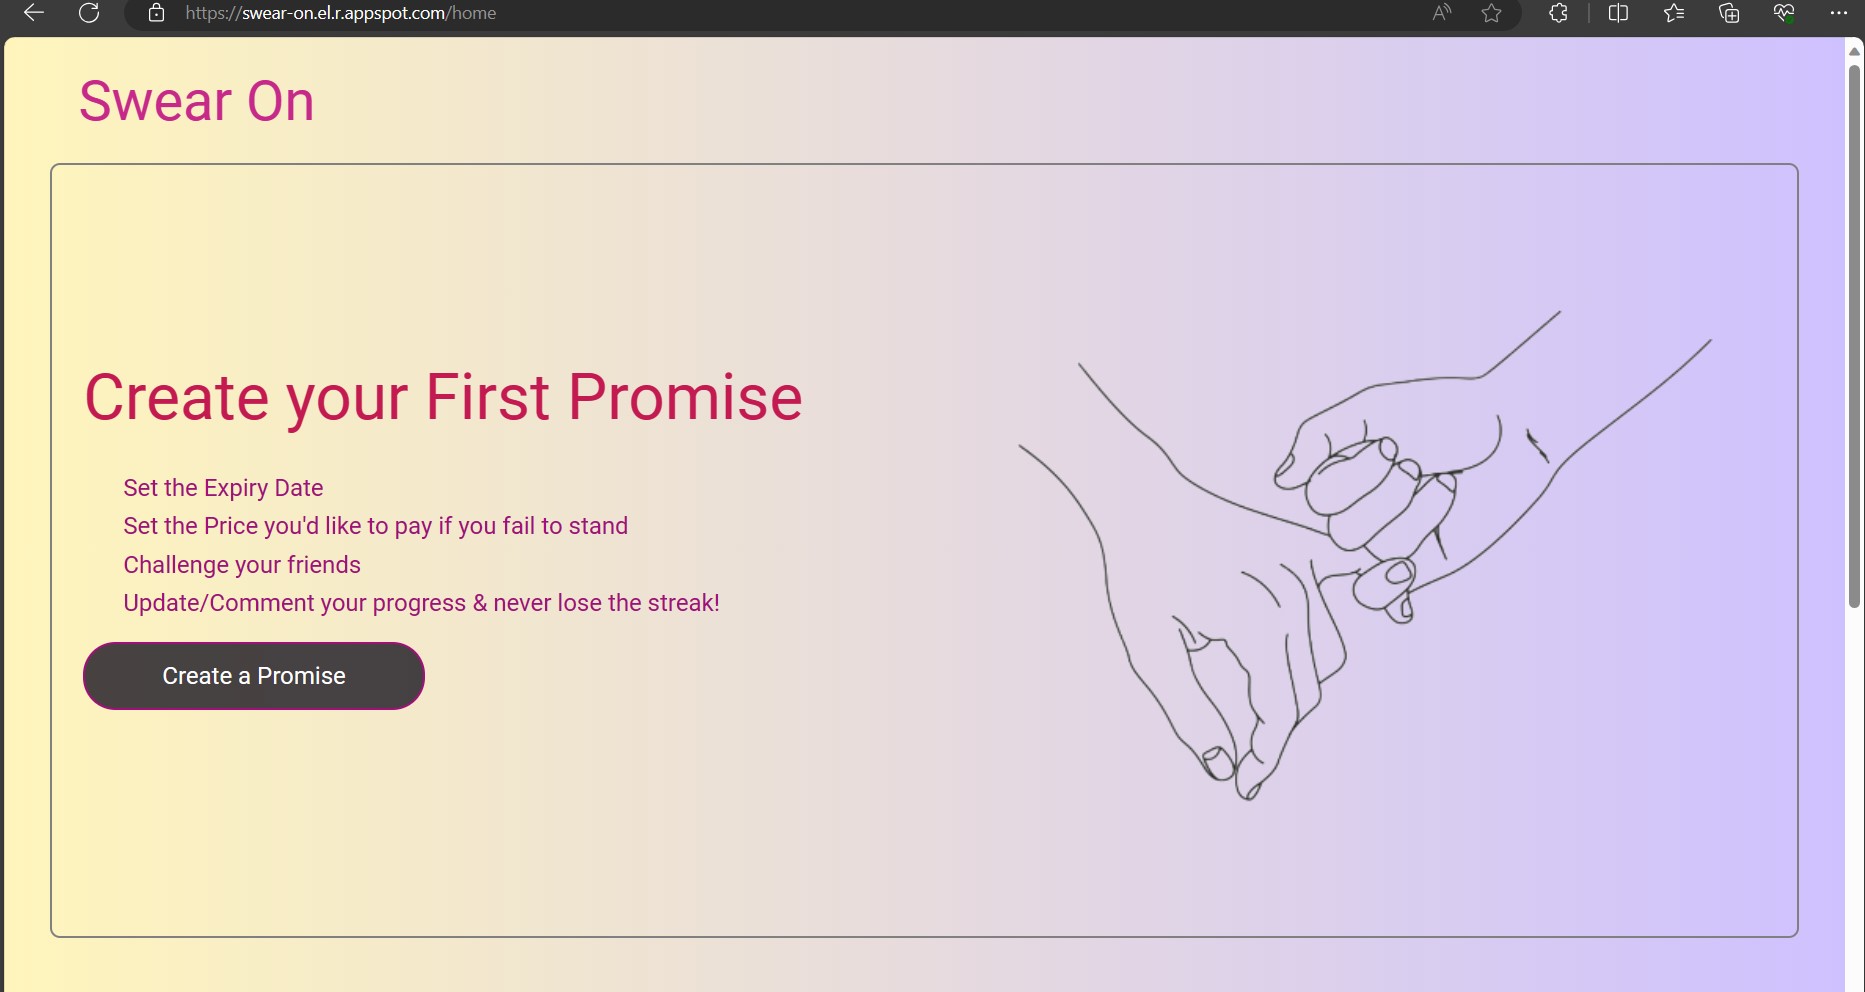 https://swear-on.el.r.appspot.com/home
Swear On
Create your First Promise
Set the Expiry Date
Set the Price you'd like to pay if you fail to stand
Challenge your friends
Update/Comment your progress & never lose the streak!
Create a Promise